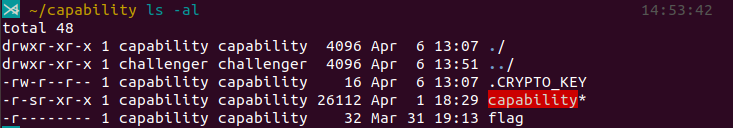 ~/capability ls -al 14:53:42
total 48
drwxr-xr-x 1 capability capability  4096 Apr  6 13:07 ./
drwxr-xr-x 1 challenger challenger  4096 Apr  6 13:51 ../
-rw-r--r-- 1 capability capability    16 Apr  6 13:07 .CRYPTO_KEY
-r-sr-xr-x 1 capability capability 26112 Apr  1 18:29 capability*
-r-------- 1 capability capability    32 Mar 31 19:13 flag